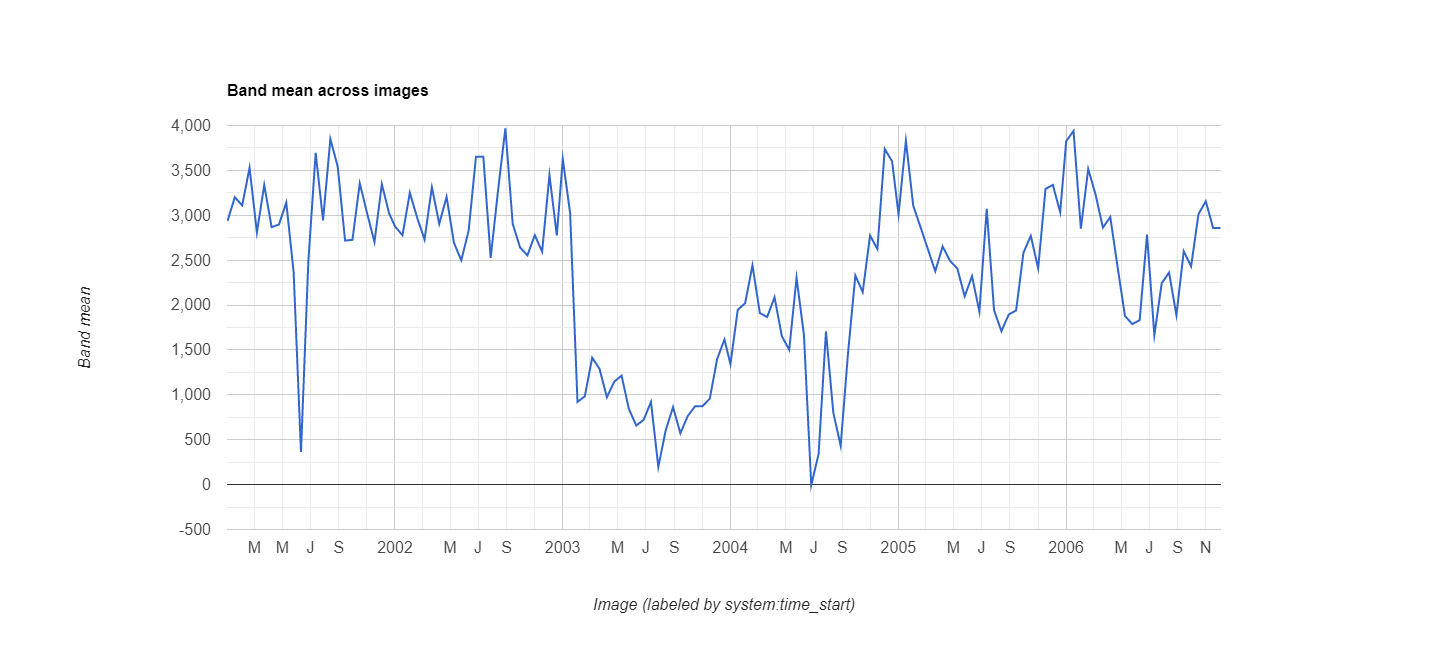 Band mean across images
4,000
3,500
3,000
2,500
2,000
1,500
1,000
500
0
-500
Band mean
M M J S 2002 M J S 2003 M J S 2004 M J S 2005 M J S 2006 M J S N
Image (labeled by system:time_start)